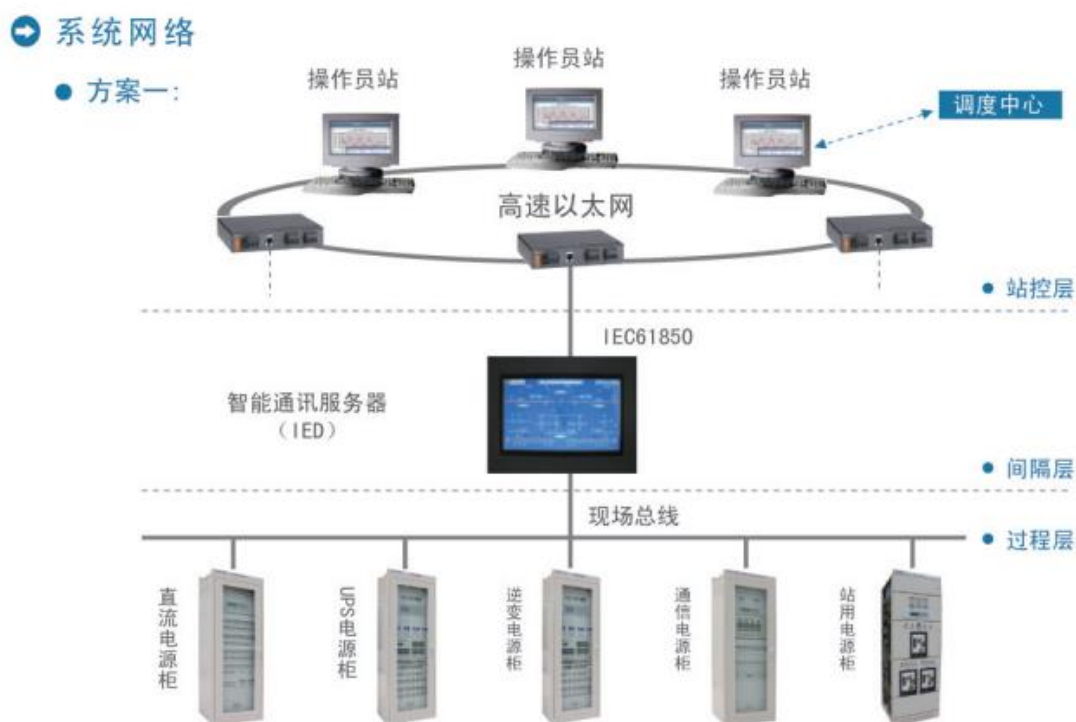 系统网络
方案一:
操作员站
操作员站
操作员站
调度中心
高速以太网
站控层
IEC61850
智能通讯服务器
（IED）
间隔层
现场总线
过程层
直流电源柜
UPS电源柜
逆变电源柜
通信电源柜
站用电源柜